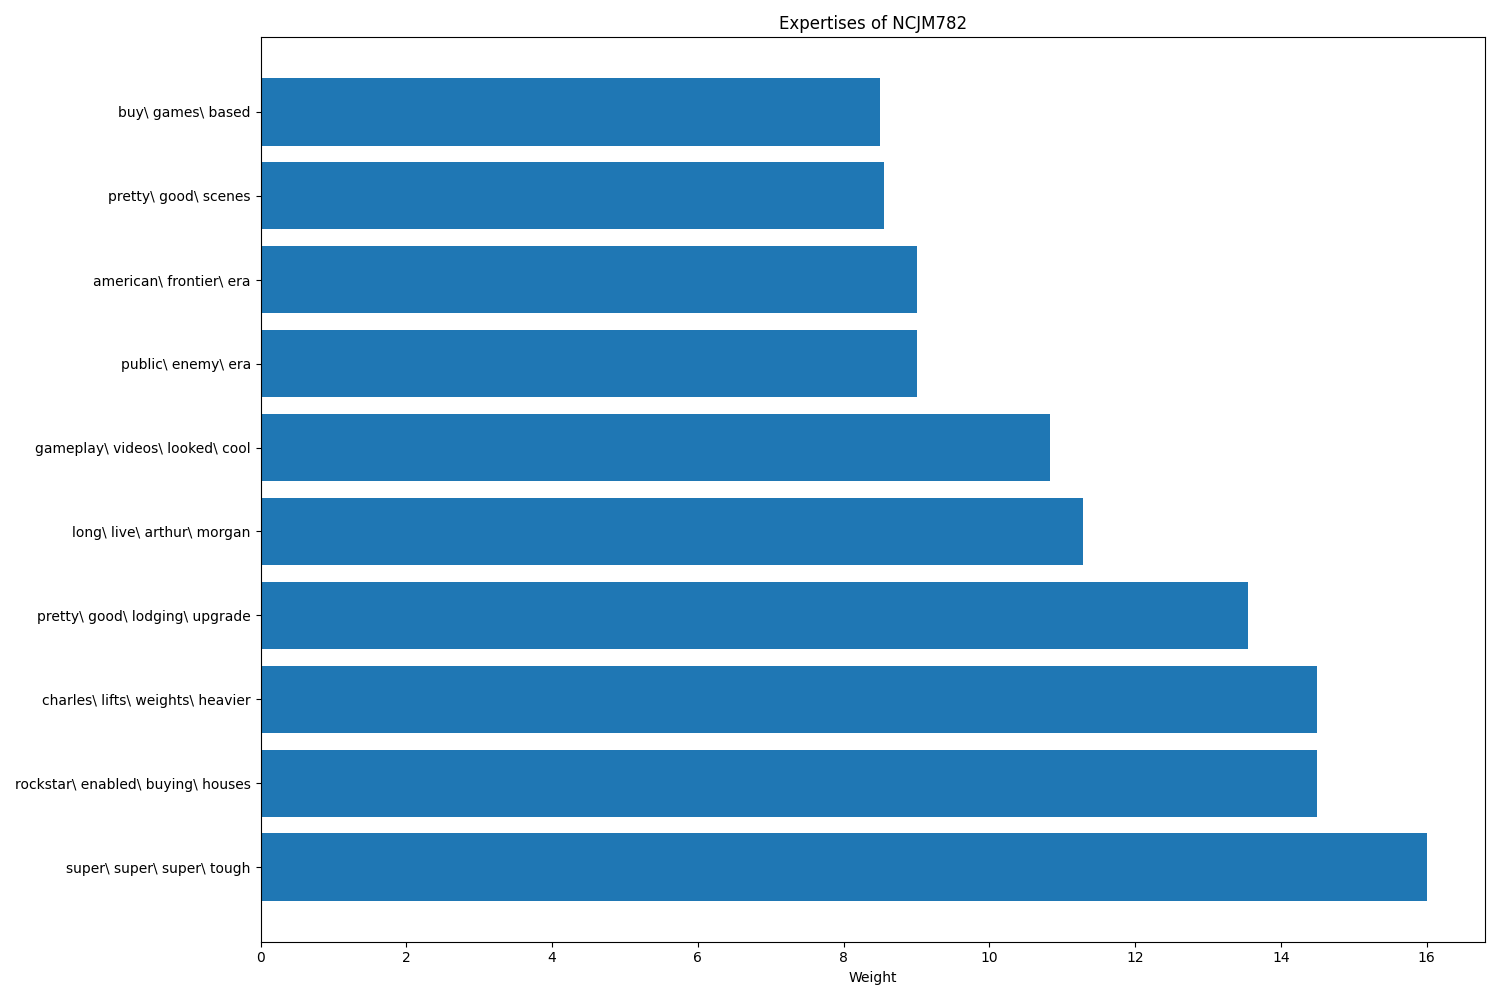 Expertises of NCJM782
buy\ games\ based
pretty\ good\ scenes
american\ frontier\ era
public\ enemy\ era
gameplay\ videos\ looked\ cool
long\ live\ arthur\ morgan
pretty\ good\ lodging\ upgrade
charles\ lifts\ weights\ heavier
rockstar\ enabled\ buying\ houses
super\ super\ super\ tough
0 2 4 6 8 10 12 14 16
Weight